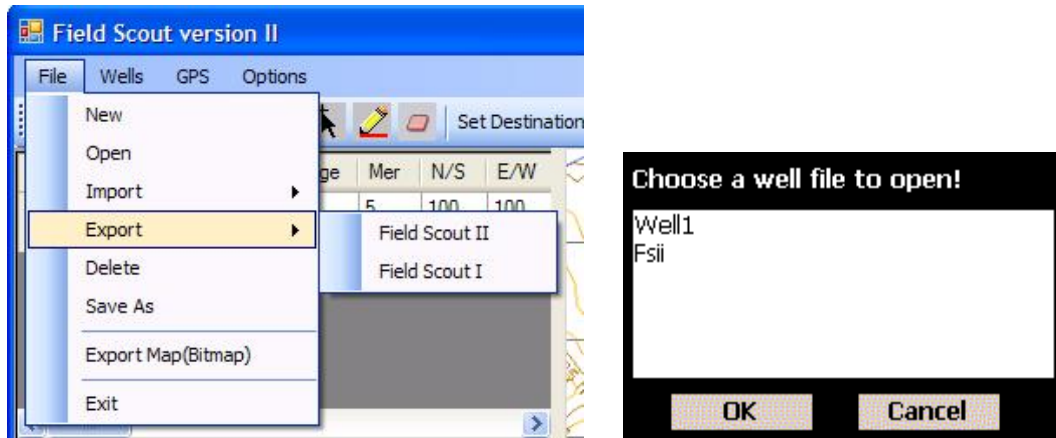 Field Scout version II
File Wells GPS Options
New
Set Destination
Open
ge Mer N/S E/W
Import
5 100 100
Export
Field Scout II
Delete
Field Scout I
Save As
Export Map(Bitmap)
Exit
Choose a well file to open!
Well1
Fsii
OK Cancel